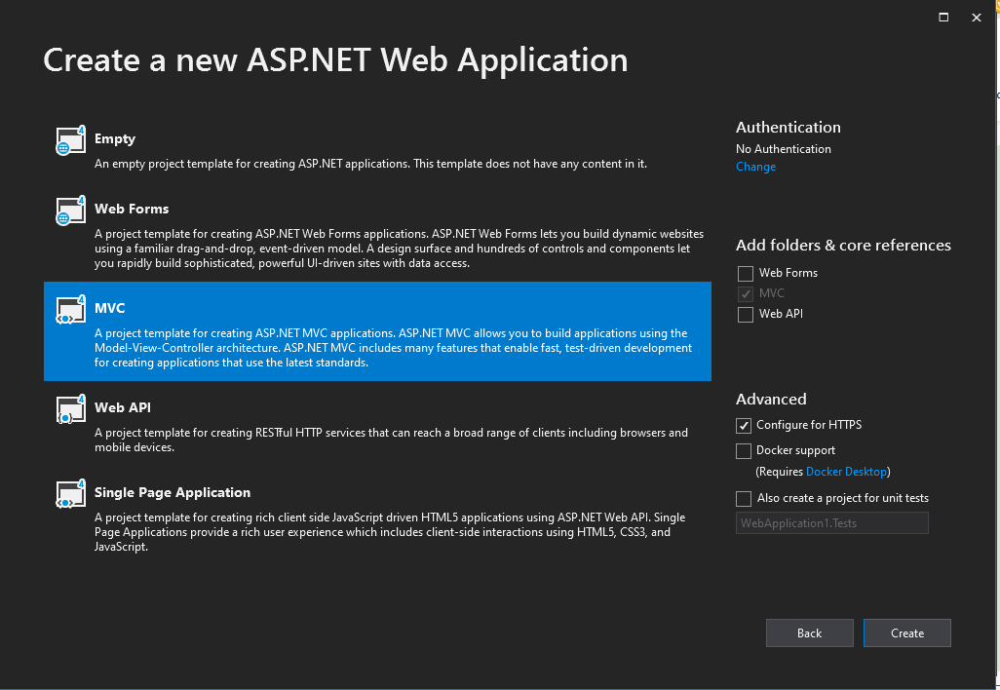 Create a new ASP.NET Web Application
Empty
An empty project template for creating ASP.NET applications. This template does not have any content in it.
Web Forms
A project template for creating ASP.NET Web Forms applications. ASP.NET Web Forms lets you build dynamic websites
using a familiar drag-and-drop, event-driven model. A design surface and hundreds of controls and components let
you rapidly build sophisticated, powerful UI-driven sites with data access.
MVC
A project template for creating ASP.NET MVC applications. ASP.NET MVC allows you to build applications using the
Model-View-Controller architecture. ASP.NET MVC includes many features that enable fast, test-driven development
for creating applications that use the latest standards.
Web API
A project template for creating RESTful HTTP services that can reach a broad range of clients including browsers and
mobile devices.
Single Page Application
A project template for creating rich client side JavaScript driven HTML5 applications using ASP.NET Web API. Single
Page Applications provide a rich user experience which includes client-side interactions using HTML5, CSS3, and
JavaScript.
Authentication
No Authentication
Change
Add folders & core references
Web Forms
MVC
Web API
Advanced
Configure for HTTPS
Docker support
(Requires Docker Desktop)
Also create a project for unit tests
WebApplication1.Tests
Back
Create